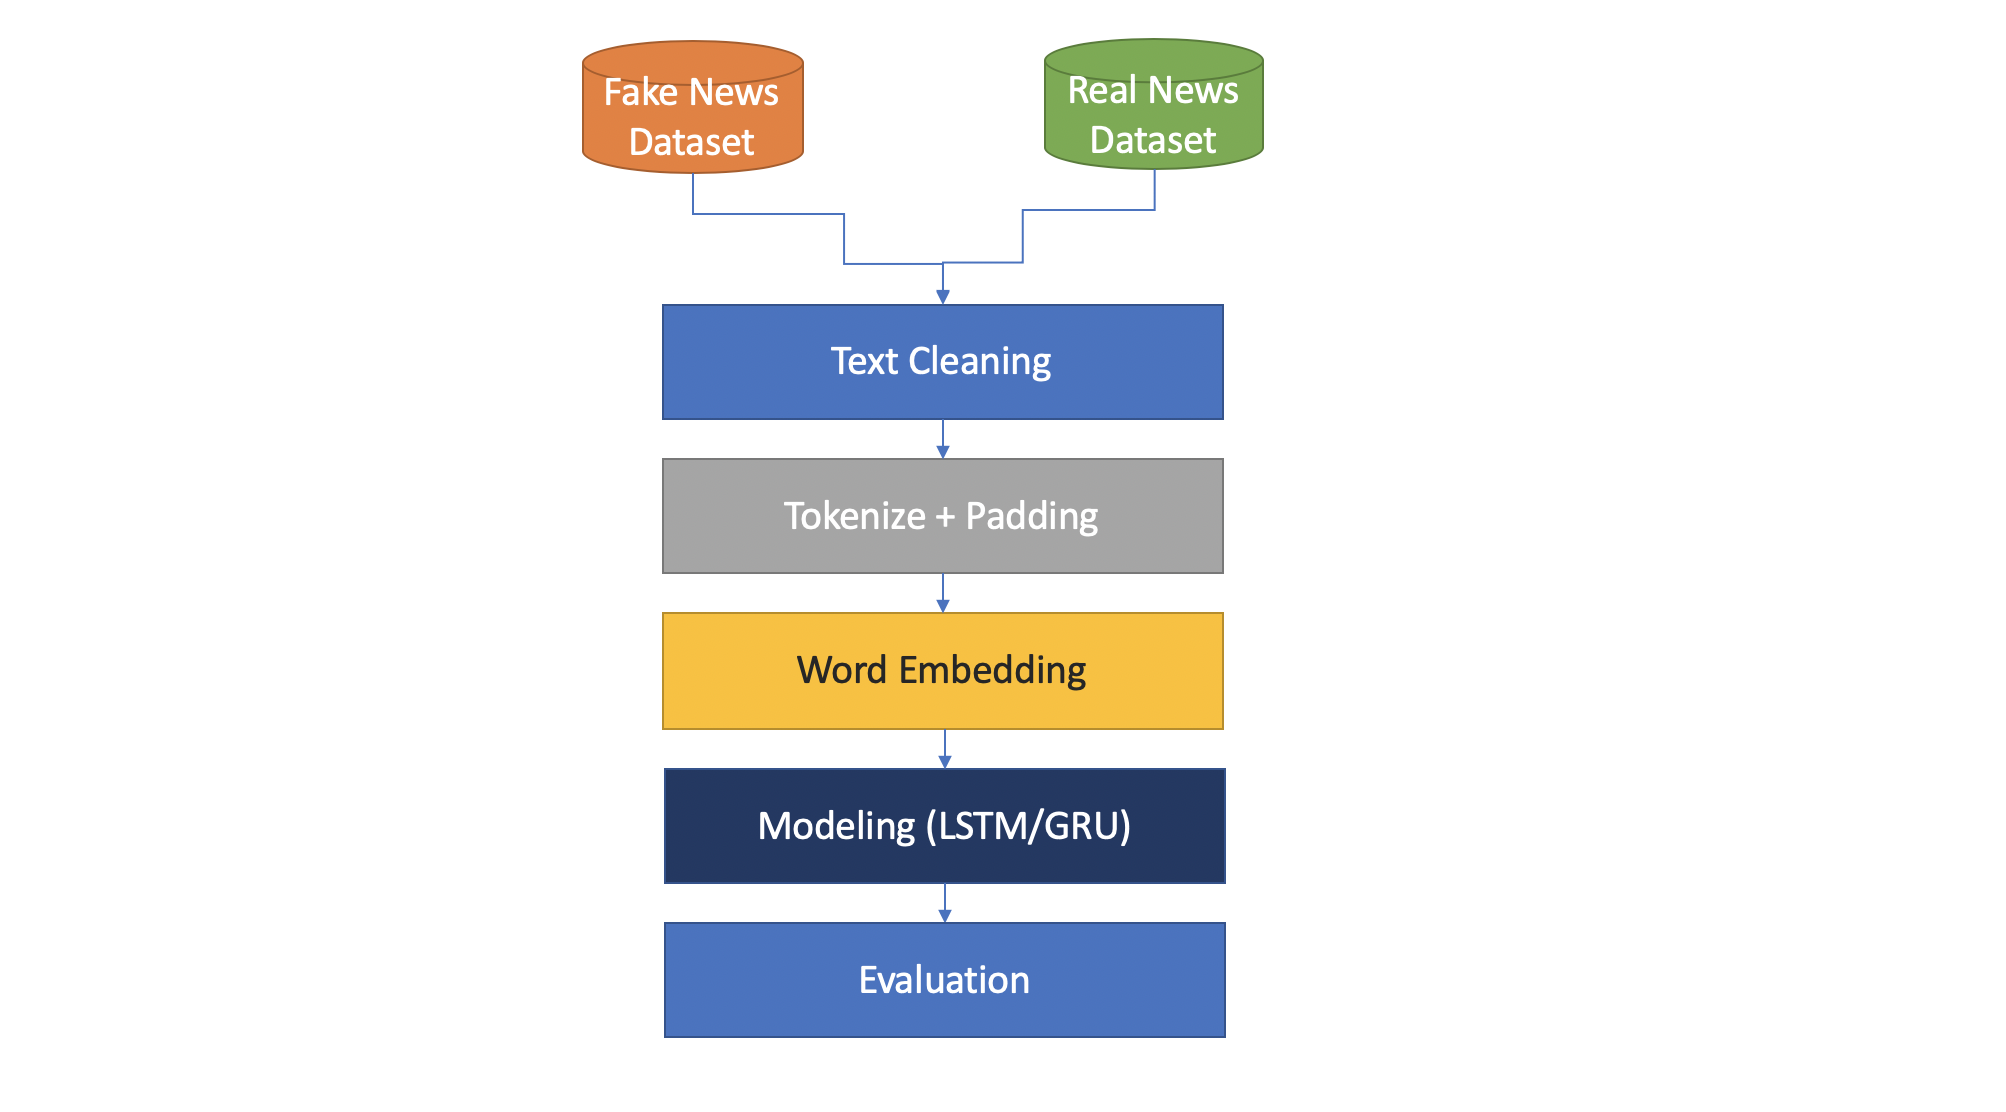 Fake News
Dataset
Real News
Dataset
Text Cleaning
Tokenize + Padding
Word Embedding
Modeling (LSTM/GRU)
Evaluation